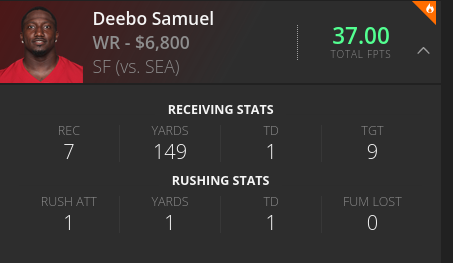 Deebo Samuel
WR - $6,800
SF (vs. SEA)
37.00
TOTAL FPTS
RECEIVING STATS
REC YARDS TD TGT
7 149 1 9
RUSHING STATS
RUSH ATT YARDS TD FUM LOST
1 1 1 0